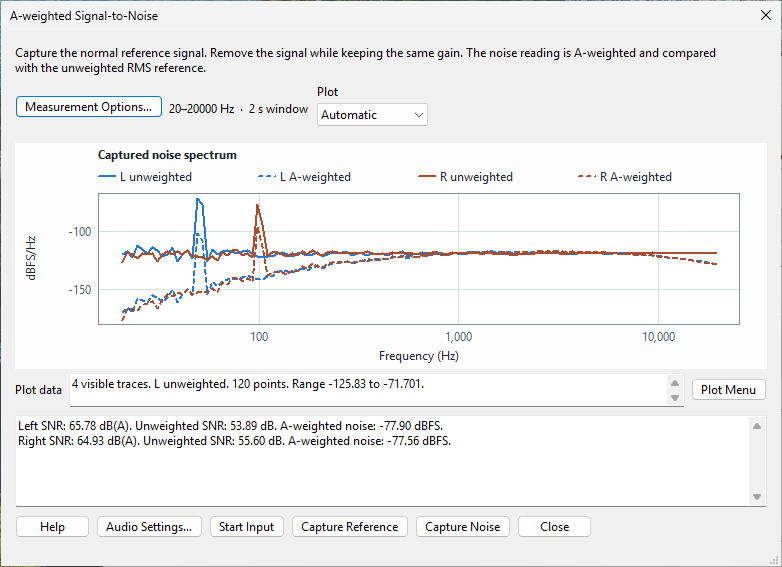 A-weighted Signal-to-Noise
Capture the normal reference signal. Remove the signal while keeping the same gain. The noise reading is A-weighted and compared
with the unweighted RMS reference.
Plot
Measurement Options... 20–20000 Hz · 2 s window Automatic
Captured noise spectrum
L unweighted L A-weighted R unweighted R A-weighted
-100
dBFS/Hz
-150
100 1,000 10,000
Frequency (Hz)
Plot data 4 visible traces. L unweighted. 120 points. Range -125.83 to -71.701. Plot Menu
Left SNR: 65.78 dB(A). Unweighted SNR: 53.89 dB. A-weighted noise: -77.90 dBFS.
Right SNR: 64.93 dB(A). Unweighted SNR: 55.60 dB. A-weighted noise: -77.56 dBFS.
Help Audio Settings... Start Input Capture Reference Capture Noise Close